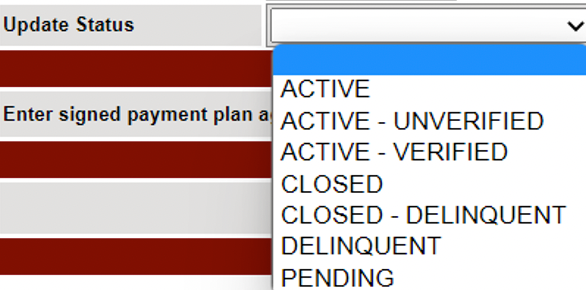 Update Status
ACTIVE
Enter signed payment plan
ACTIVE - UNVERIFIED
ACTIVE - VERIFIED
CLOSED
CLOSED - DELINQUENT
DELINQUENT
PENDING